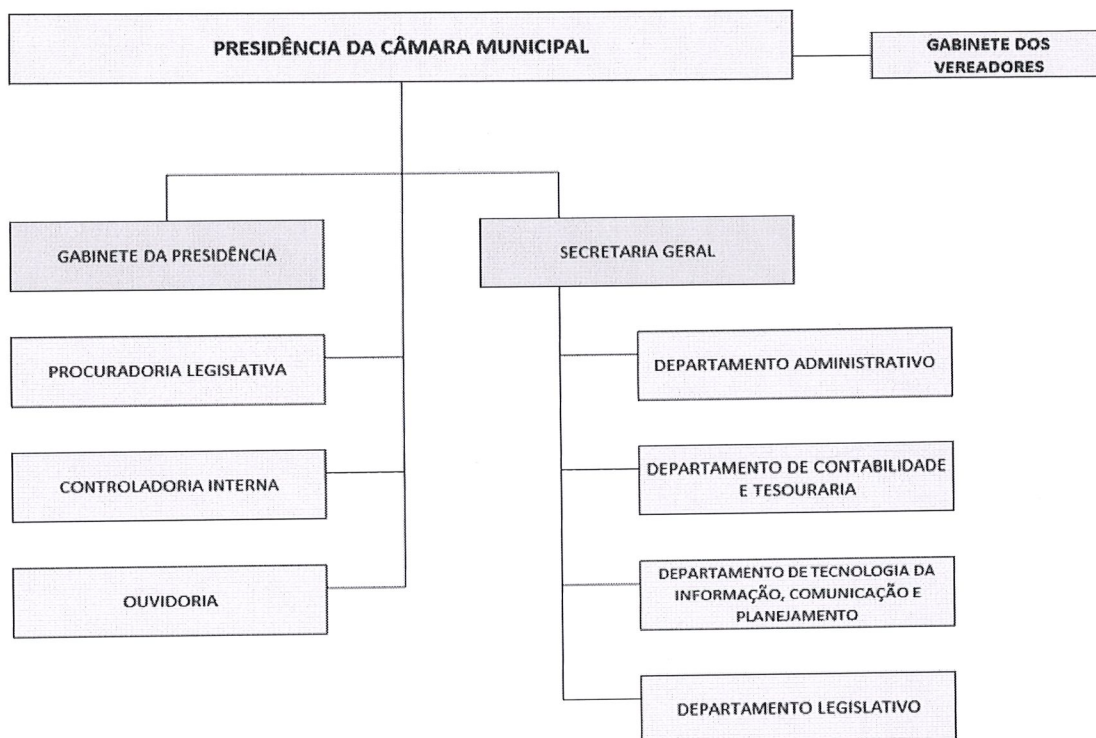 PRESIDÊNCIA DA CÂMARA MUNICIPAL
GABINETE DOS
VEREADORES
GABINETE DA PRESIDÊNCIA
SECRETARIA GERAL
PROCURADORIA LEGISLATIVA
DEPARTAMENTO ADMINISTRATIVO
CONTROLADORIA INTERNA
DEPARTAMENTO DE CONTABILIDADE
E TESOURARIA
OUVIDORIA
DEPARTAMENTO DE TECNOLOGIA DA
INFORMAÇÃO, COMUNICAÇÃO E
PLANEJAMENTO
DEPARTAMENTO LEGISLATIVO